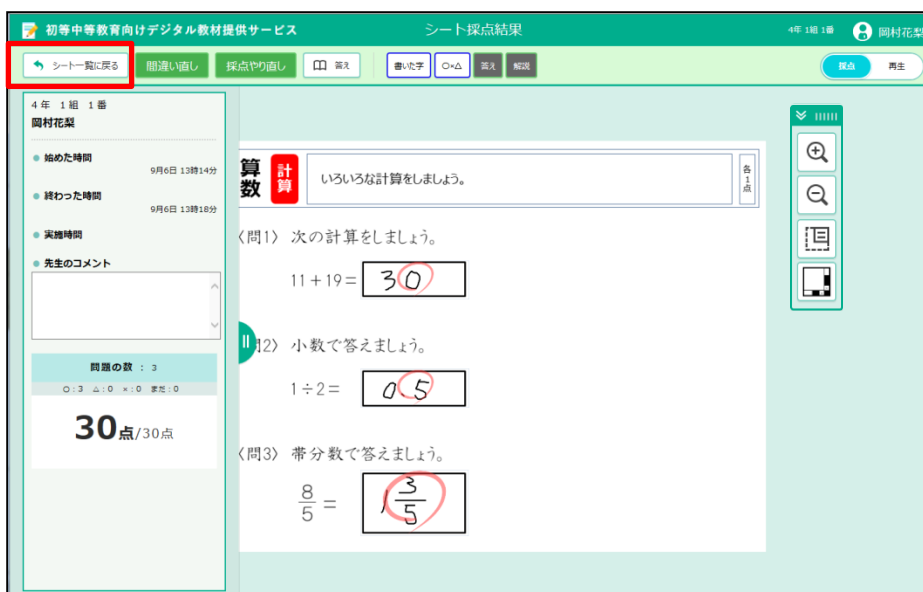 初等中等教育向けデジタル教材提供サービス シート採点結果 4年 1組 1番 岡村花梨
シート一覧に戻る 間違い直し 採点やり直し 答え 書いた字 ○×△ 答え 解説 採点 再生
4年 1組 1番
岡村花梨
始めた時間
9月6日 13時14分
終わった時間
9月6日 13時18分
実施時間
先生のコメント
問題の数 : 3
○:3 △:0 ×:0 まだ:0
30点/30点
算数 計算 いろいろな計算をしましょう。 各1点
〈問1〉 次の計算をしましょう。
11+19= 30
問2〉 小数で答えましょう。
1÷2= 0.5
〈問3〉 帯分数で答えましょう。
8/5 = 1 3/5